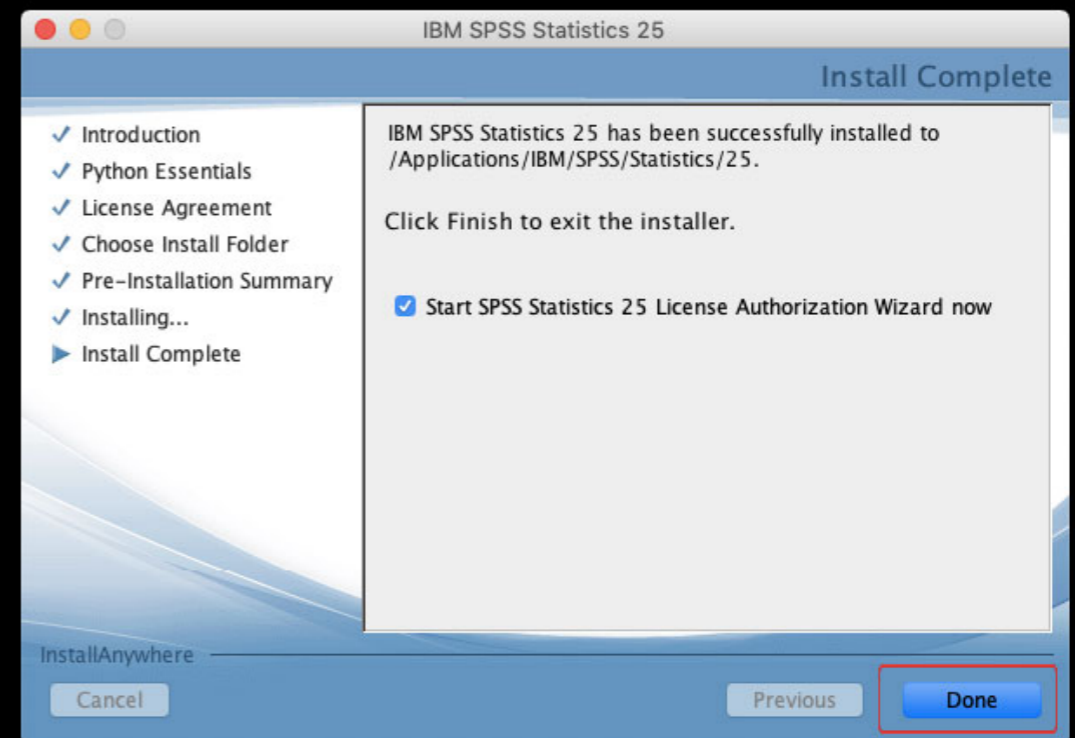 IBM SPSS Statistics 25
Install Complete
Introduction
Python Essentials
License Agreement
Choose Install Folder
Pre-Installation Summary
Installing...
Install Complete
IBM SPSS Statistics 25 has been successfully installed to
/Applications/IBM/SPSS/Statistics/25.
Click Finish to exit the installer.
Start SPSS Statistics 25 License Authorization Wizard now
InstallAnywhere
Cancel
Previous
Done